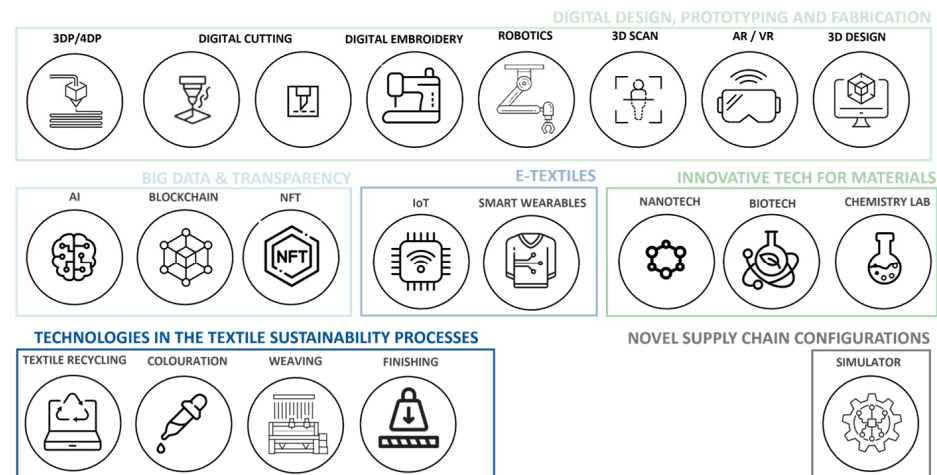 DIGITAL DESIGN, PROTOTYPING AND FABRICATION
3DP/4DP
DIGITAL CUTTING
DIGITAL EMBROIDERY
ROBOTICS
3D SCAN
AR / VR
3D DESIGN
BIG DATA & TRANSPARENCY
AI
BLOCKCHAIN
NFT
NFT
E-TEXTILES
IoT
SMART WEARABLES
INNOVATIVE TECH FOR MATERIALS
NANOTECH
BIOTECH
CHEMISTRY LAB
TECHNOLOGIES IN THE TEXTILE SUSTAINABILITY PROCESSES
TEXTILE RECYCLING
COLOURATION
WEAVING
FINISHING
NOVEL SUPPLY CHAIN CONFIGURATIONS
SIMULATOR